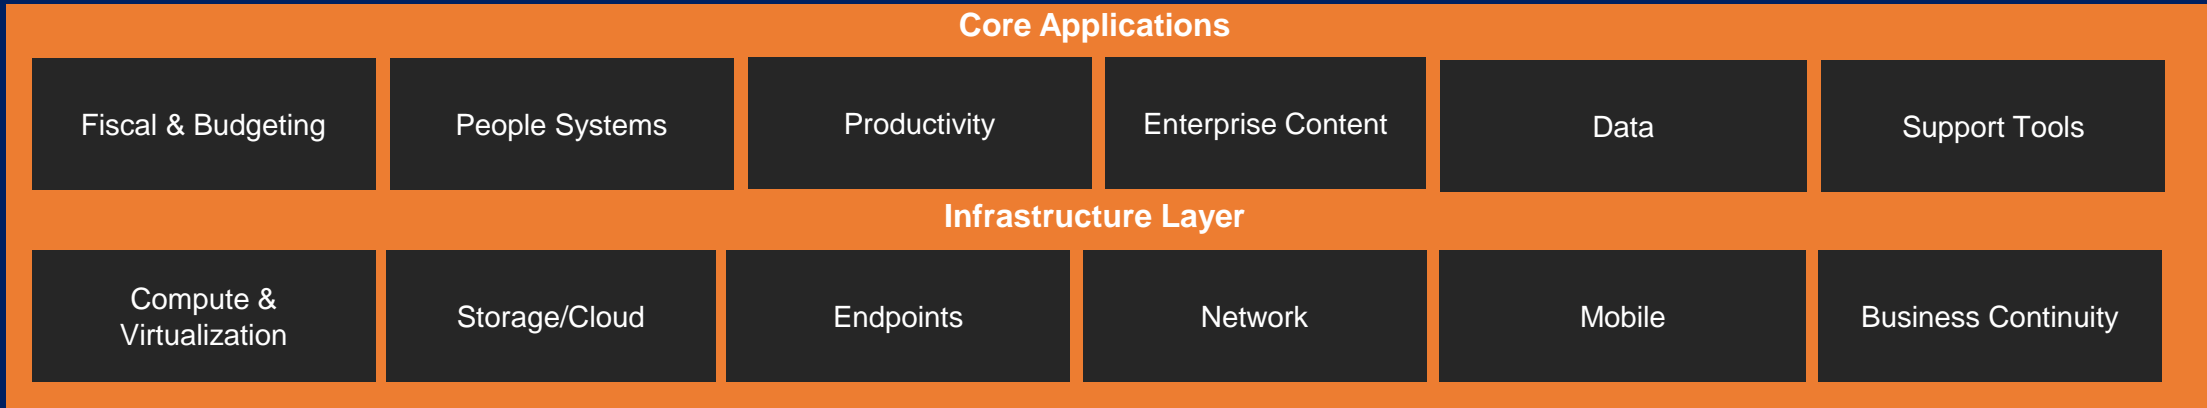 Core Applications
Fiscal & Budgeting
People Systems
Productivity
Enterprise Content
Data
Support Tools
Infrastructure Layer
Compute &
Virtualization
Storage/Cloud
Endpoints
Network
Mobile
Business Continuity